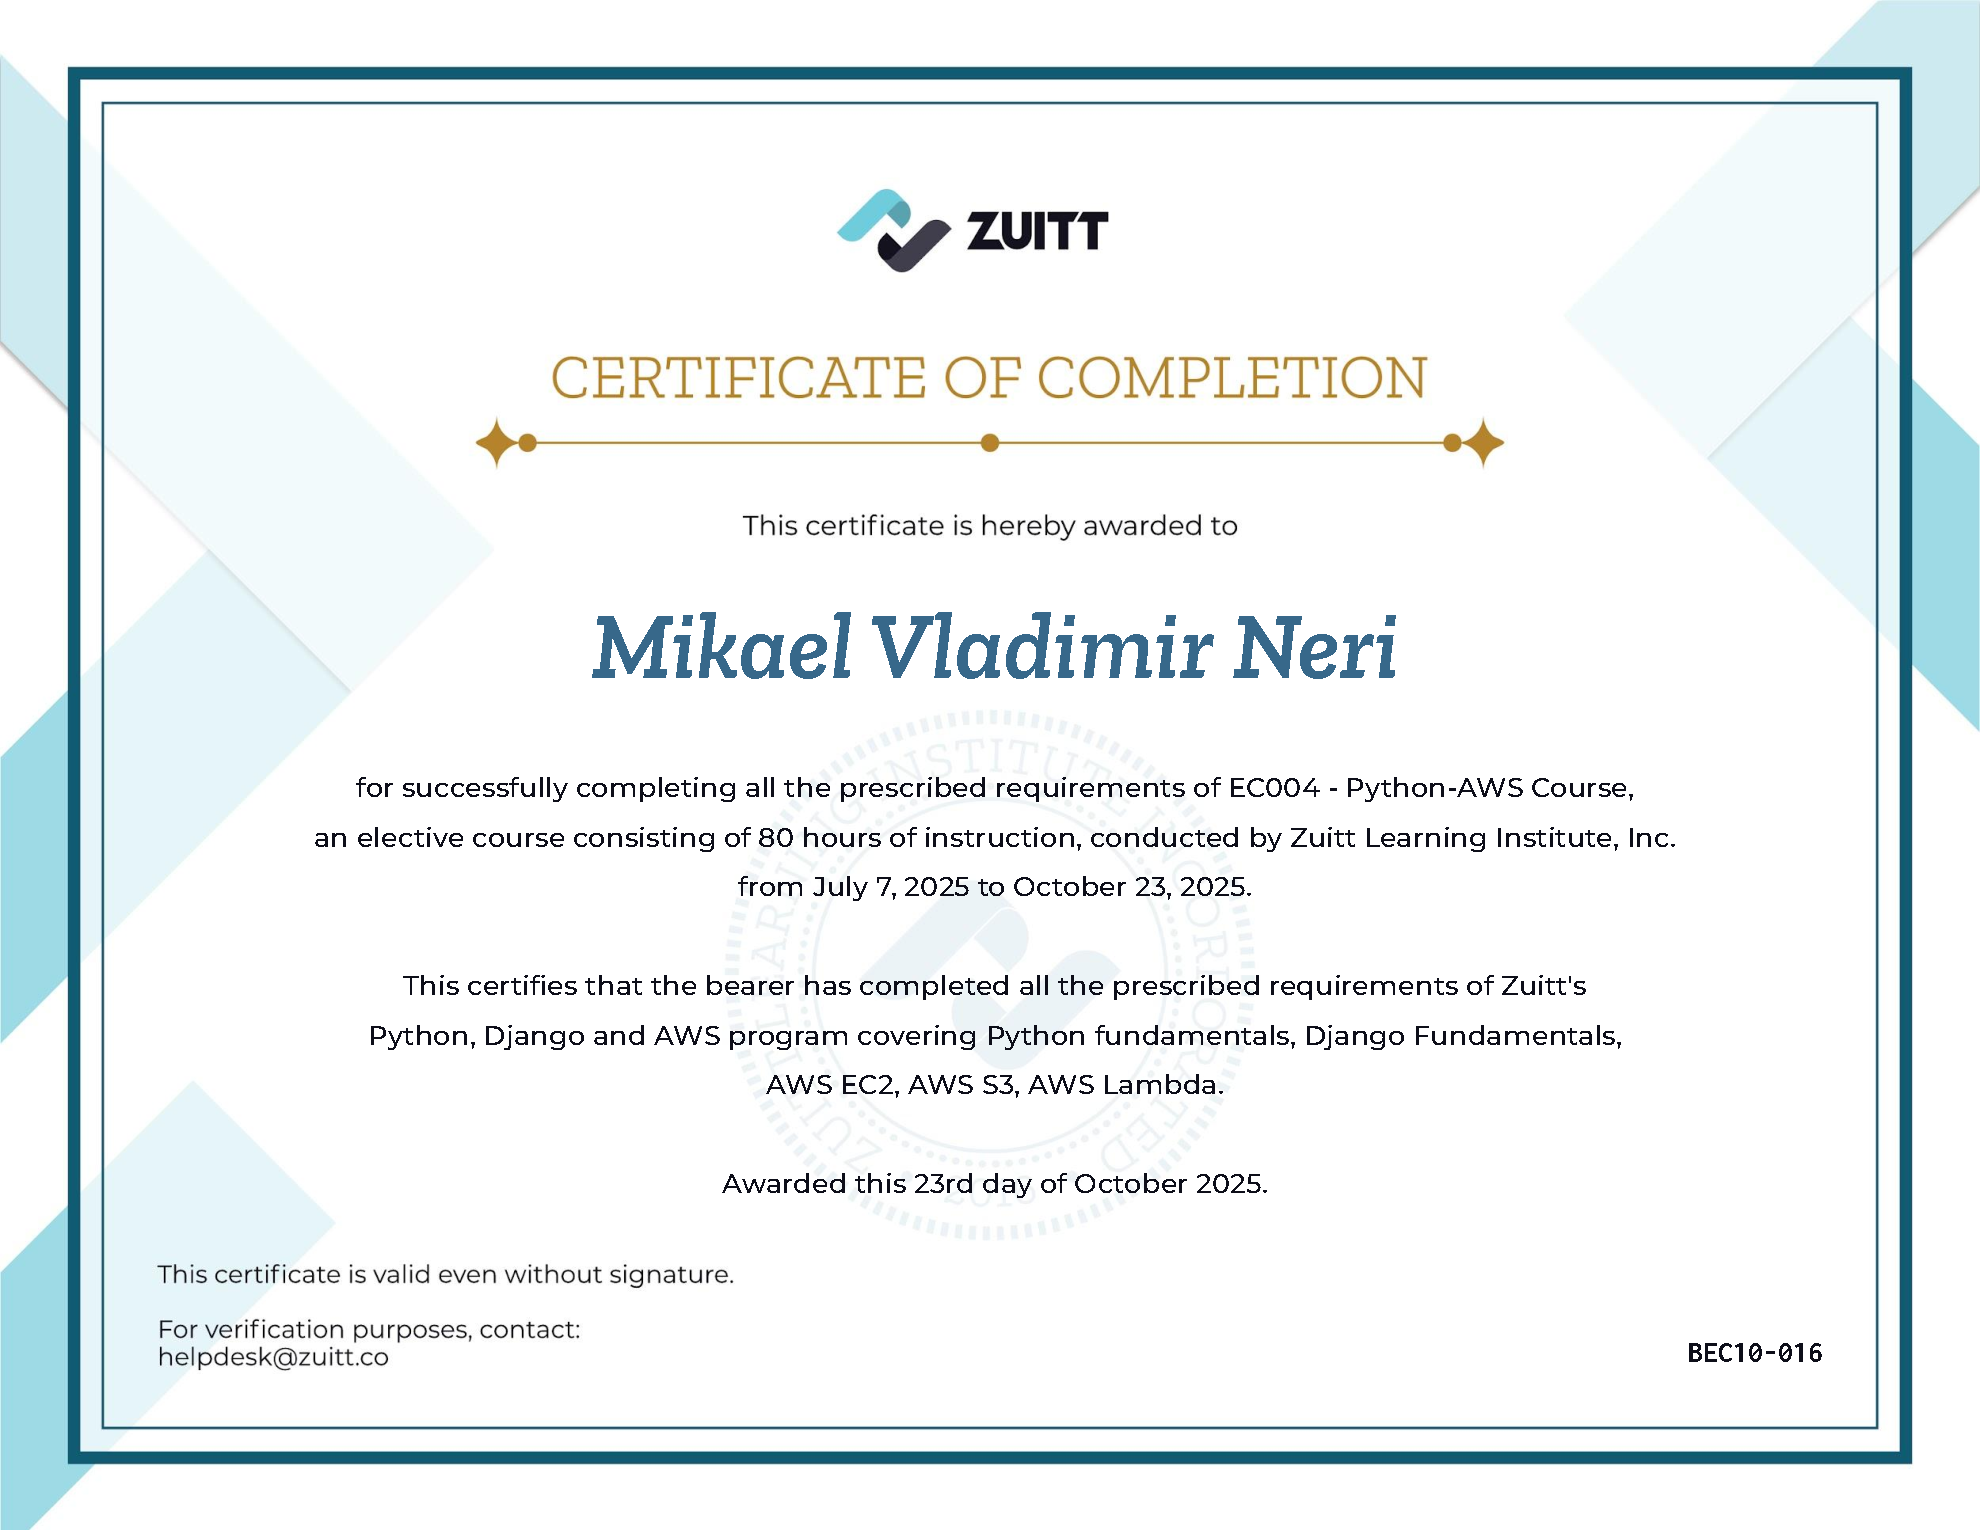 ZUITT
CERTIFICATE OF COMPLETION
This certificate is hereby awarded to
Mikael Vladimir Neri
for successfully completing all the prescribed requirements of EC004 - Python-AWS Course,
an elective course consisting of 80 hours of instruction, conducted by Zuitt Learning Institute, Inc.
from July 7, 2025 to October 23, 2025.
This certifies that the bearer has completed all the prescribed requirements of Zuitt's
Python, Django and AWS program covering Python fundamentals, Django Fundamentals,
AWS EC2, AWS S3, AWS Lambda.
Awarded this 23rd day of October 2025.
ZUITT LEARNING INSTITUTE INCORPORATED
This certificate is valid even without signature.
For verification purposes, contact:
helpdesk@zuitt.co
BEC10-016